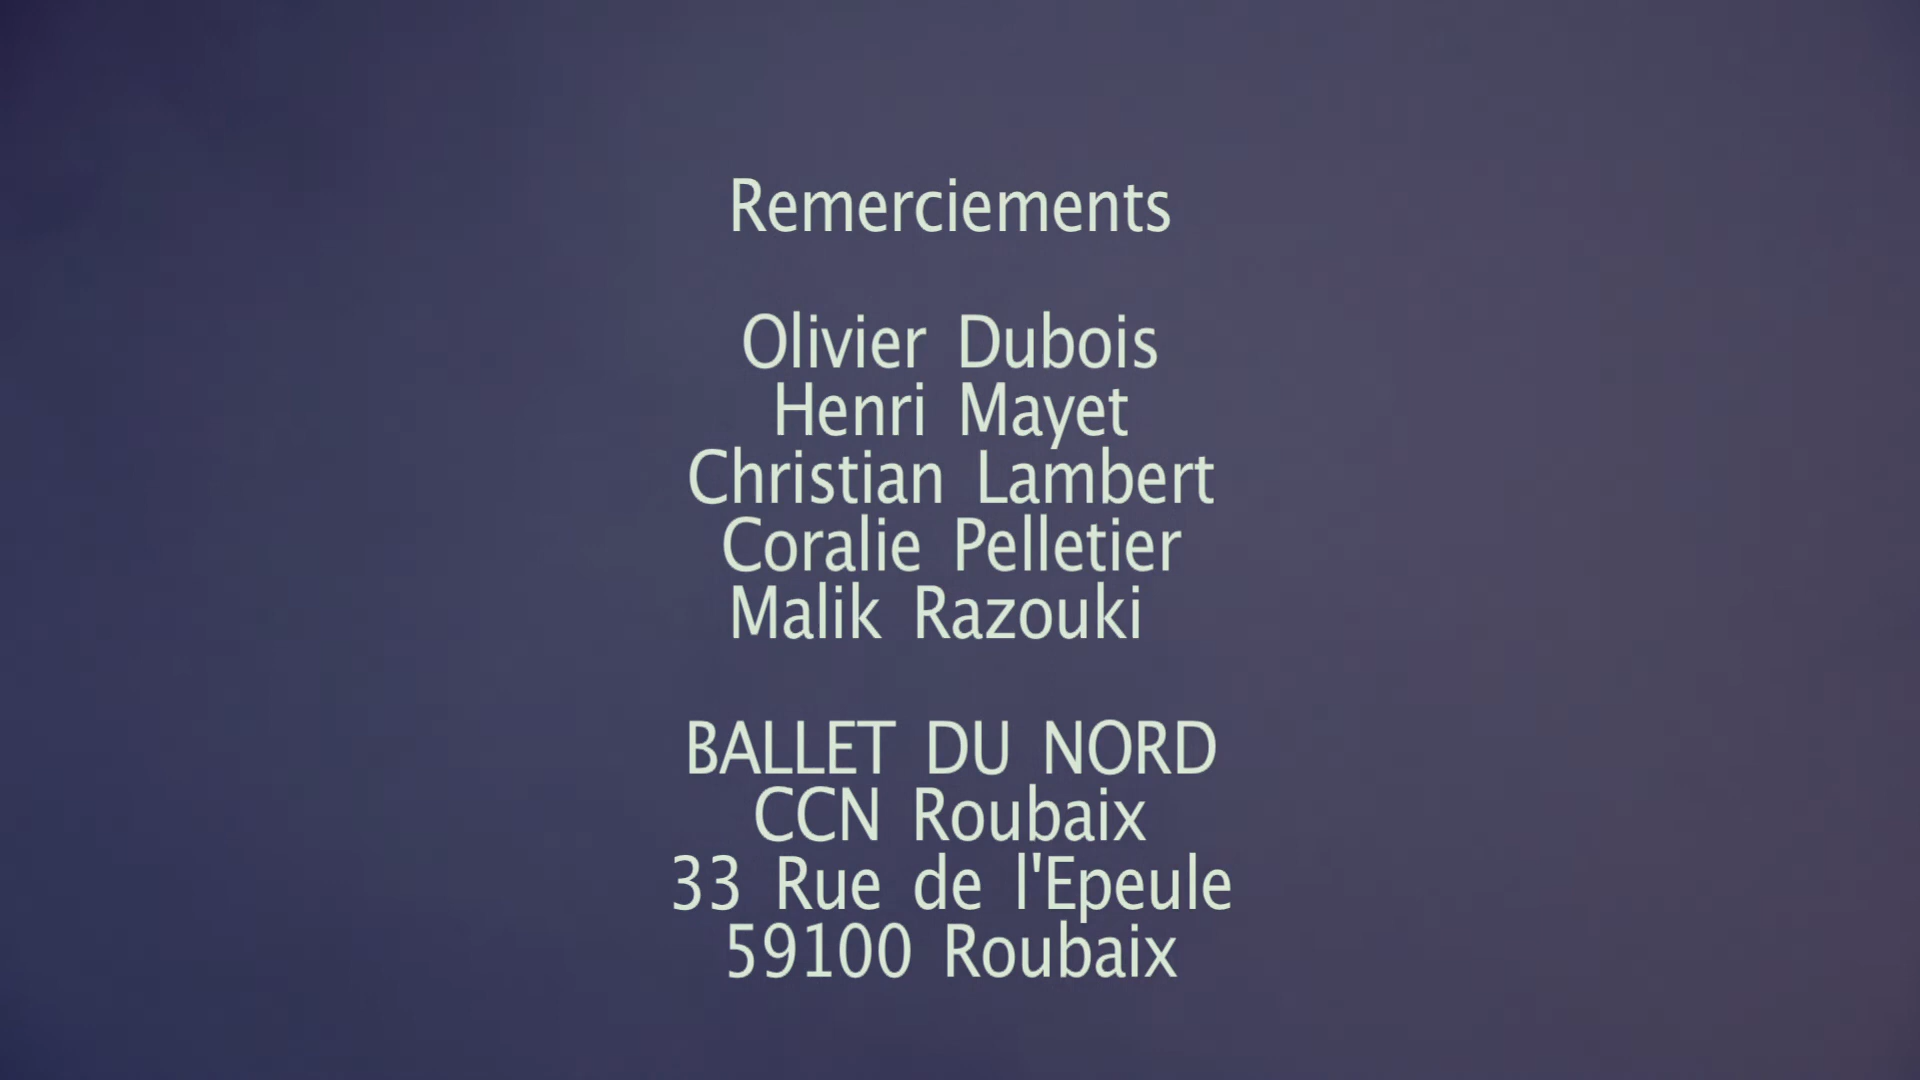 Remerciements
Olivier Dubois
Henri Mayet
Christian Lambert
Coralie Pelletier
Malik Razouki
BALLET DU NORD
CCN Roubaix
33 Rue de l'Epeule
59100 Roubaix